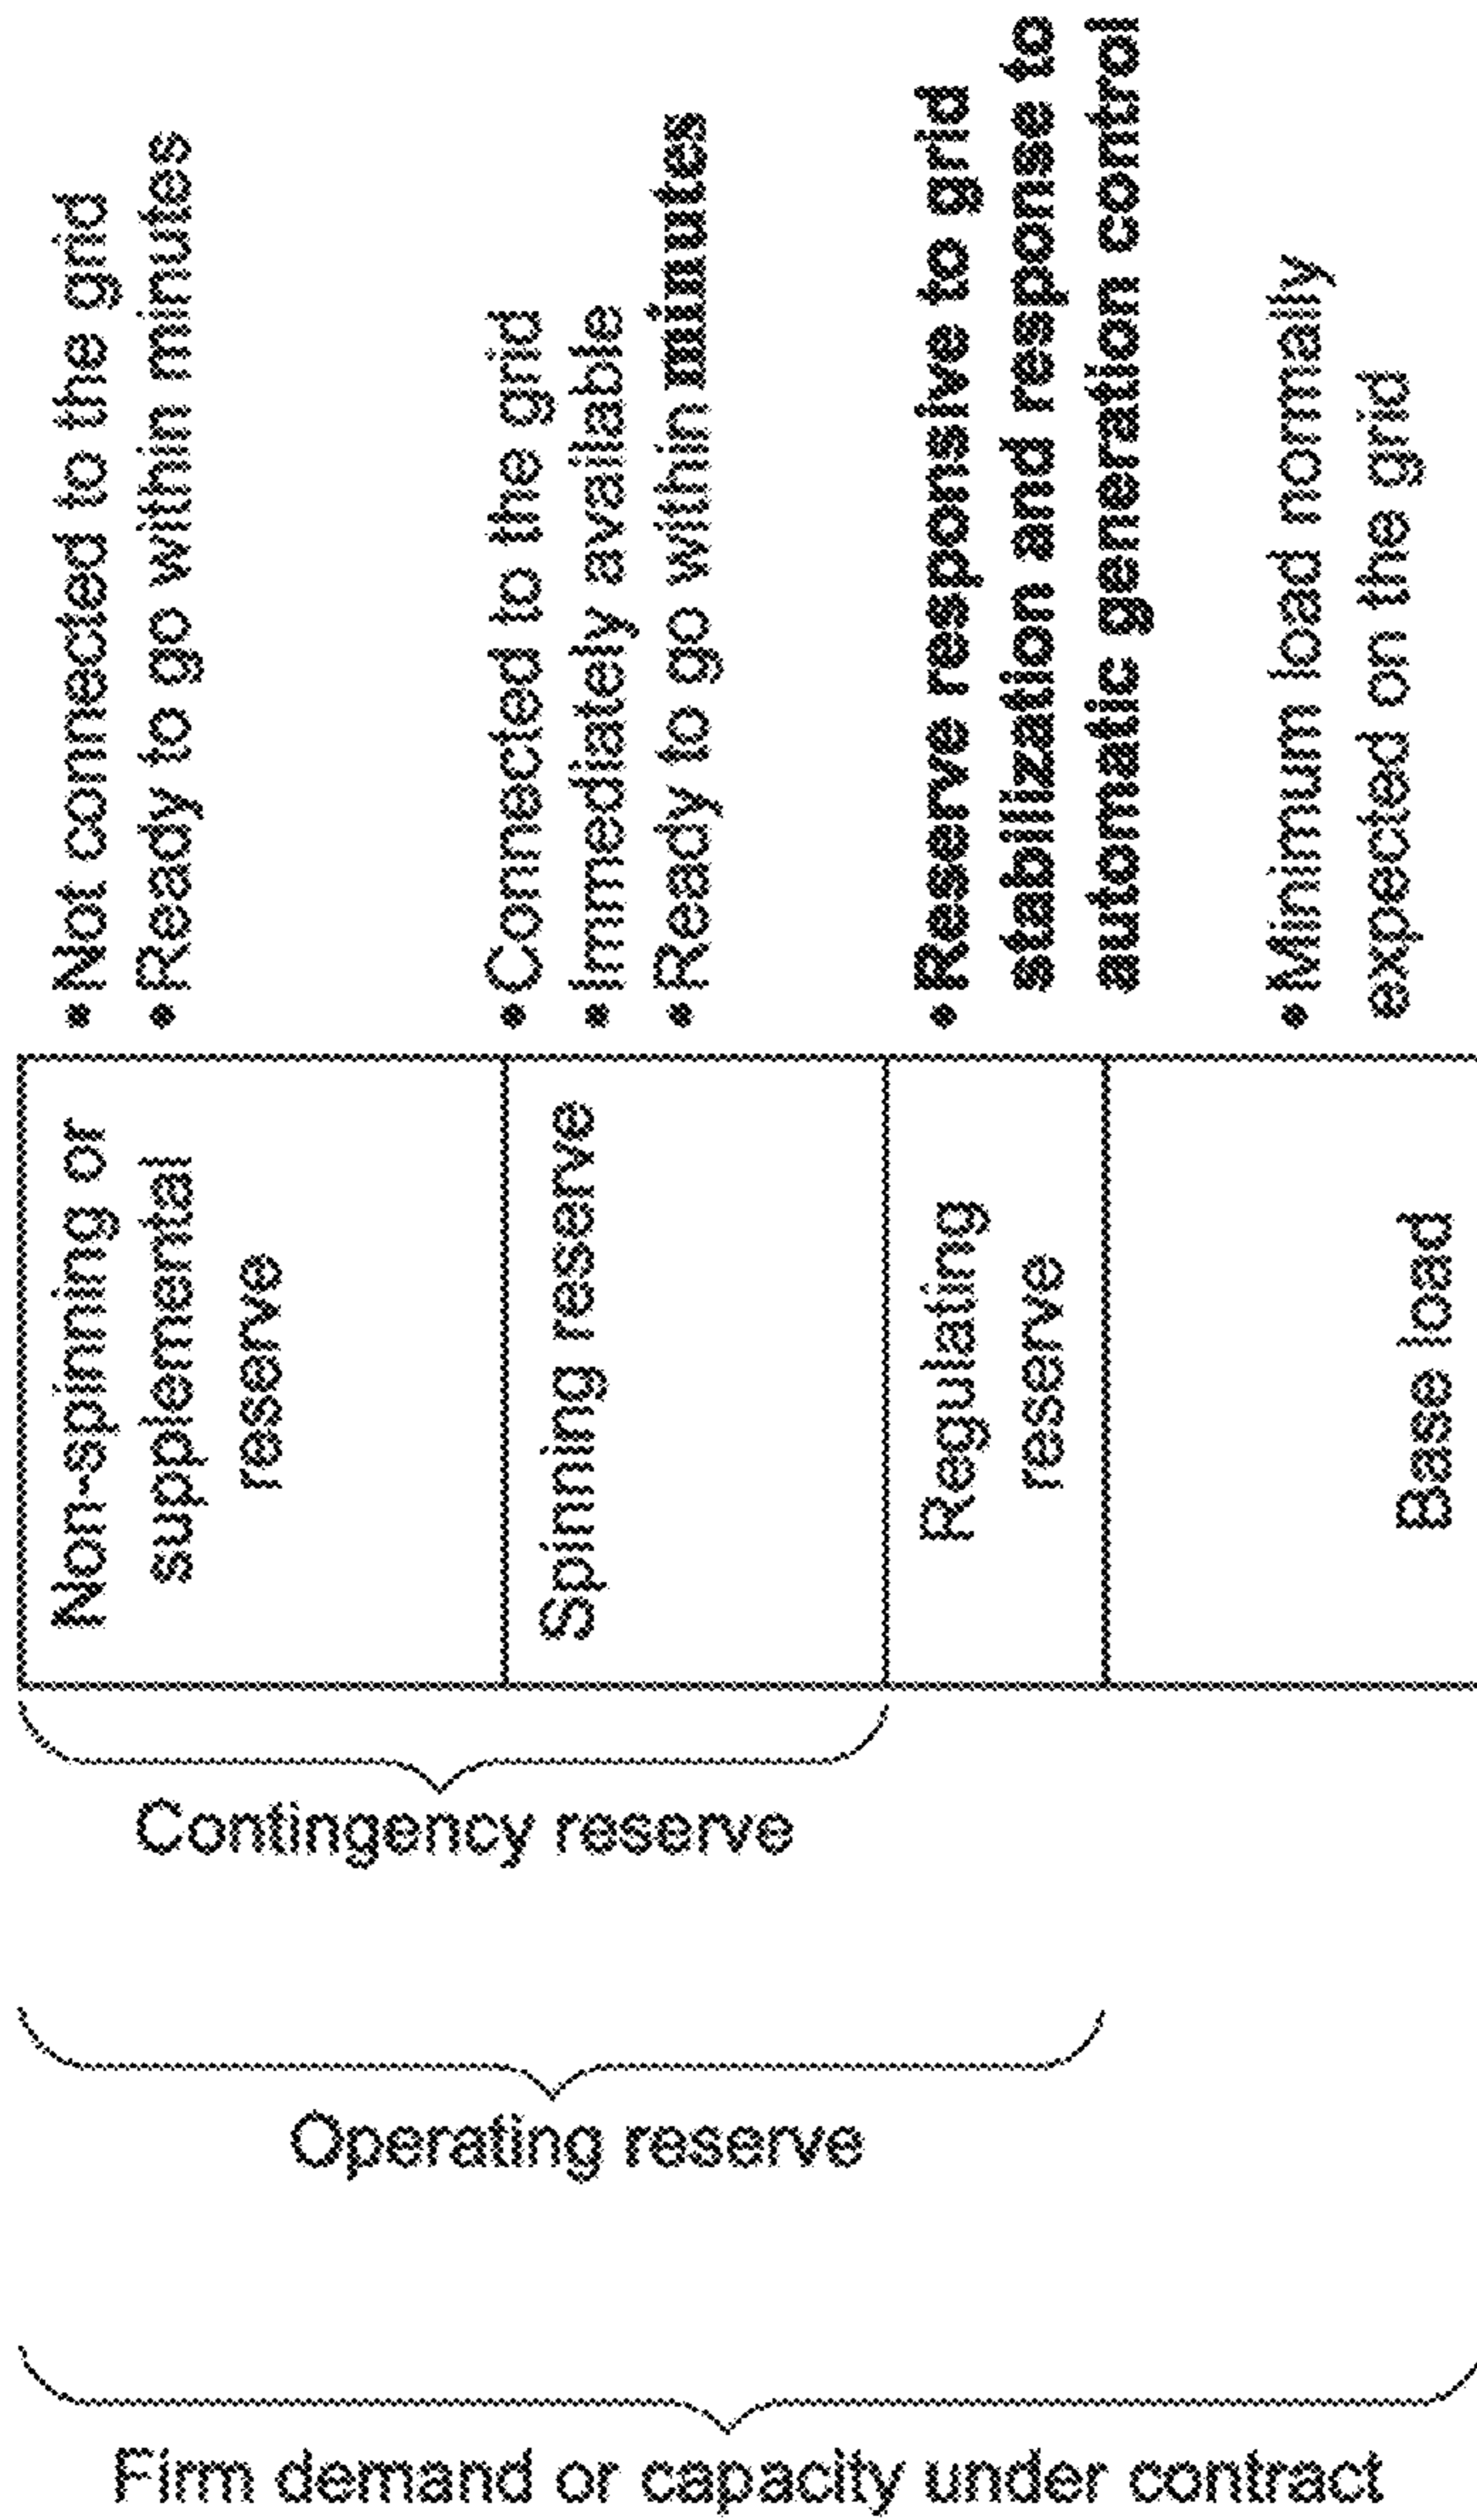 Non-spinning or
supplemental
reserve
• Not connected to the grid
• Ready to go within minutes
Spinning reserve
• Connected to the grid
• Immediately available
• Ready to go within minutes
Regulating
reserve
• Reserve responsive to grid
stabilization and response to
automatic generation control
Base load
• Minimum load normally
expected on the grid
Contingency reserve
Operating reserve
Firm demand or capacity under contract